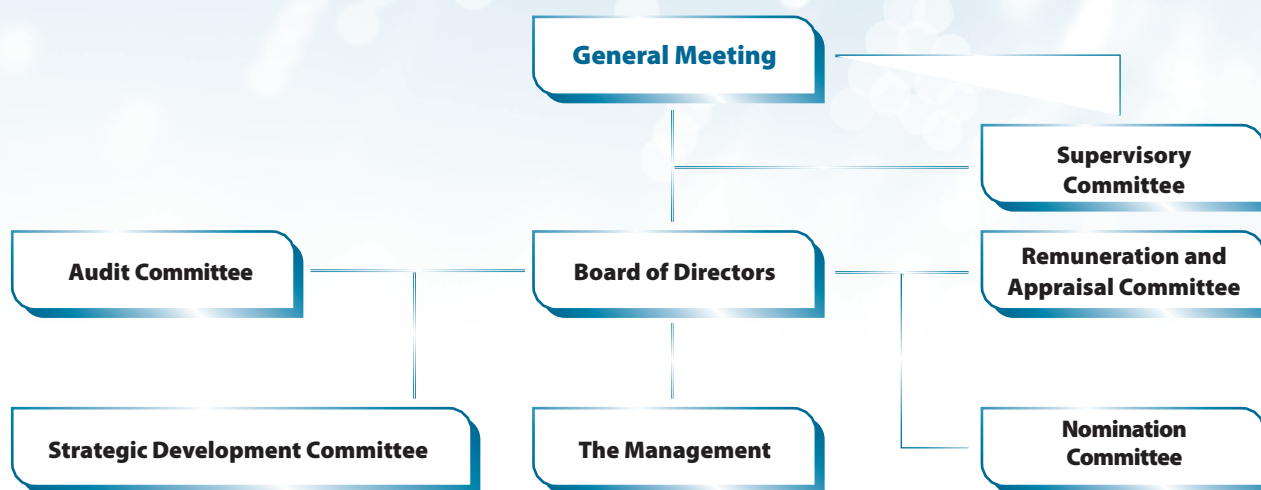 General Meeting
Supervisory
Committee
Audit Committee
Board of Directors
Remuneration and
Appraisal Committee
Strategic Development Committee
The Management
Nomination
Committee